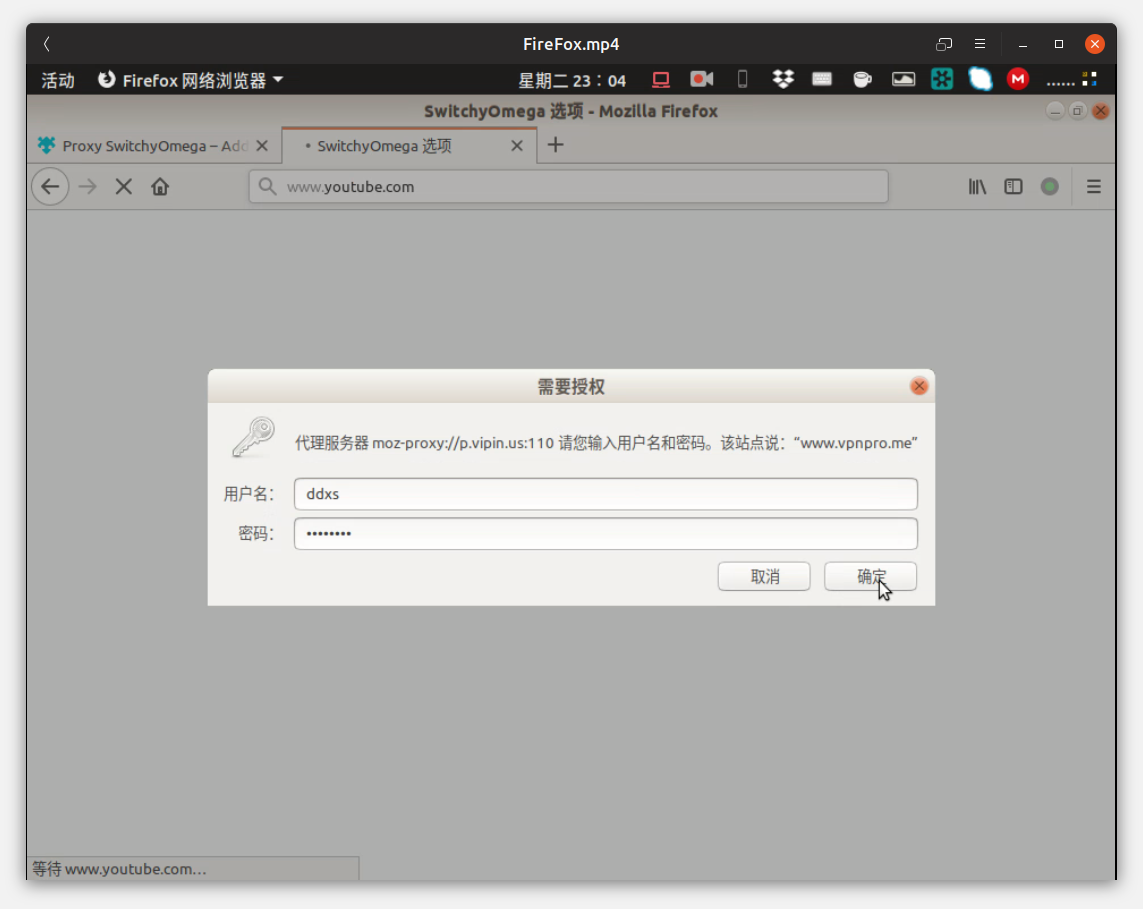 FireFox.mp4
活动 Firefox 网络浏览器 星期二 23：04 ......
SwitchyOmega 选项 - Mozilla Firefox
Proxy SwitchyOmega – Add
• SwitchyOmega 选项
www.youtube.com
需要授权
代理服务器 moz-proxy://p.vipin.us:110 请您输入用户名和密码。该站点说：“www.vpnpro.me”
用户名： ddxs
密码： ••••••••
取消 确定
等待 www.youtube.com…